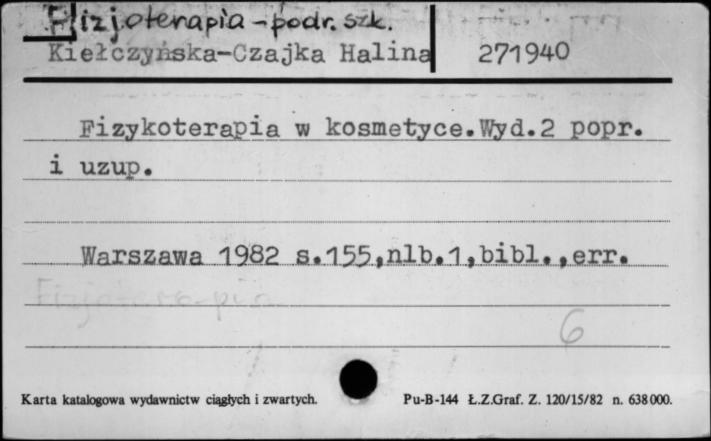 Fizjoterapia - podr. szk.
Kiełczyńska-Czajka Halina 271940
Fizykoterapia w kosmetyce.Wyd.2 popr.
i uzup.
Warszawa 1982 s.155,nlb.1,bibl.,err.
Fizjoterapia
6
Karta katalogowa wydawnictw ciągłych i zwartych. Pu-B-144 Ł.Z.Graf. Z. 120/15/82 n. 638000.